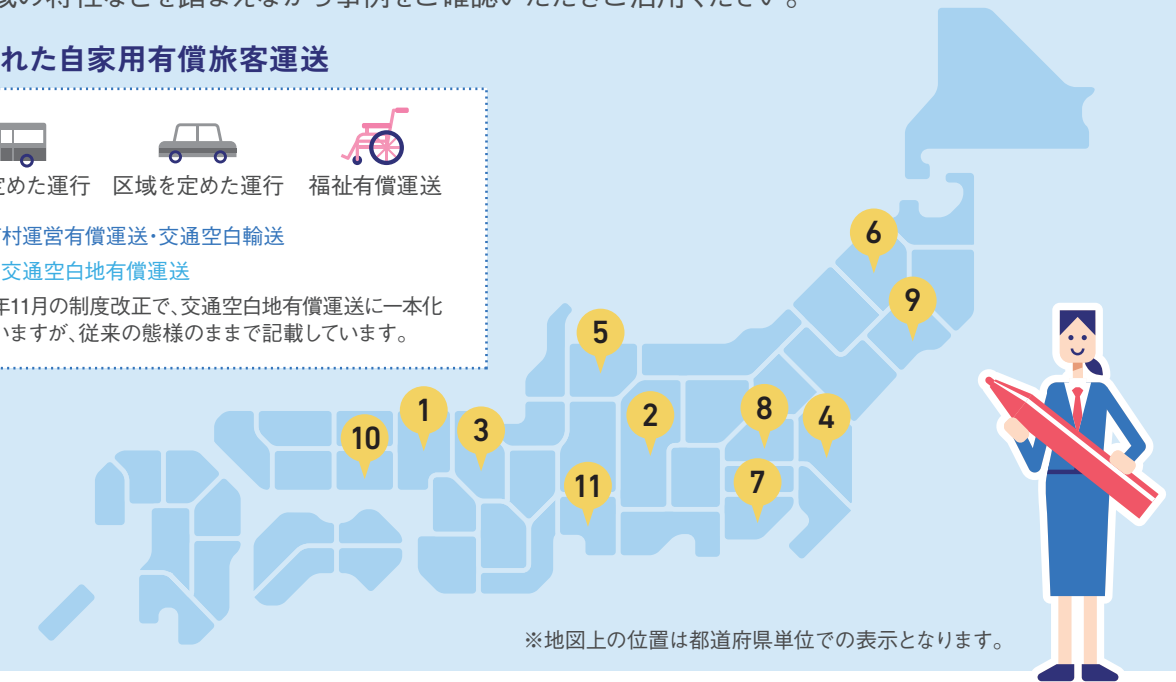 域の特性などを踏まえながら事例をご確認いただきご活用ください。
れた自家用有償旅客運送
定めた運行 区域を定めた運行 福祉有償運送
村運営有償運送・交通空白輸送
交通空白地有償運送
年11月の制度改正で、交通空白地有償運送に一本化
いますが、従来の態様のままで記載しています。
6
9
5
1
2
8
4
10
3
11
7
※地図上の位置は都道府県単位での表示となります。